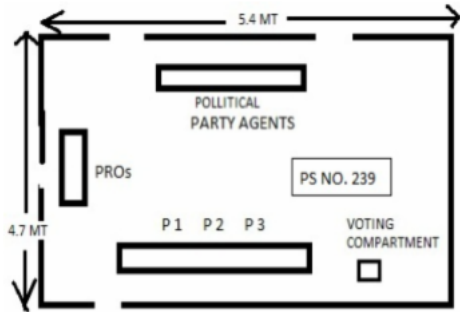 5.4 MT
POLLITICAL
PARTY AGENTS
PROs
PS NO. 239
4.7 MT
P 1 P 2 P 3
VOTING
COMPARTMENT